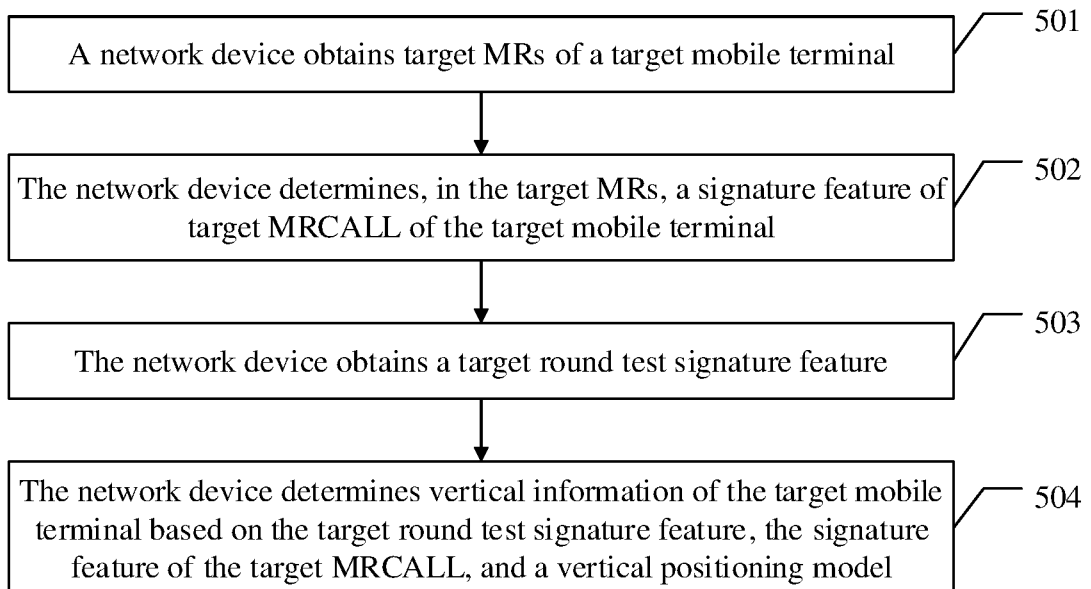 501
A network device obtains target MRs of a target mobile terminal
502
The network device determines, in the target MRs, a signature feature of
target MRCALL of the target mobile terminal
503
The network device obtains a target round test signature feature
504
The network device determines vertical information of the target mobile
terminal based on the target round test signature feature, the signature
feature of the target MRCALL, and a vertical positioning model